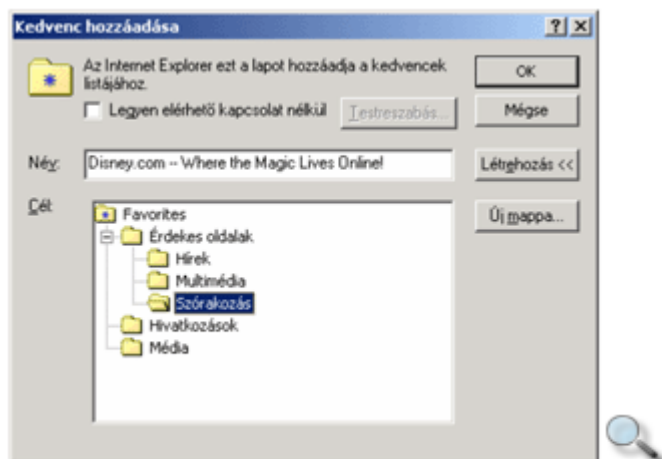 Kedvenc hozzáadása
Az Internet Explorer ezt a lapot hozzáadja a kedvencek
listájához.
OK
Legyen elérhető kapcsolat nélkül
Testreszabás...
Mégse
Név:
Disney.com -- Where the Magic Lives Online!
Létrehozás <<
Cél:
Favorites
Új mappa...
Érdekes oldalak
Hírek
Multimédia
Szórakozás
Hivatkozások
Média